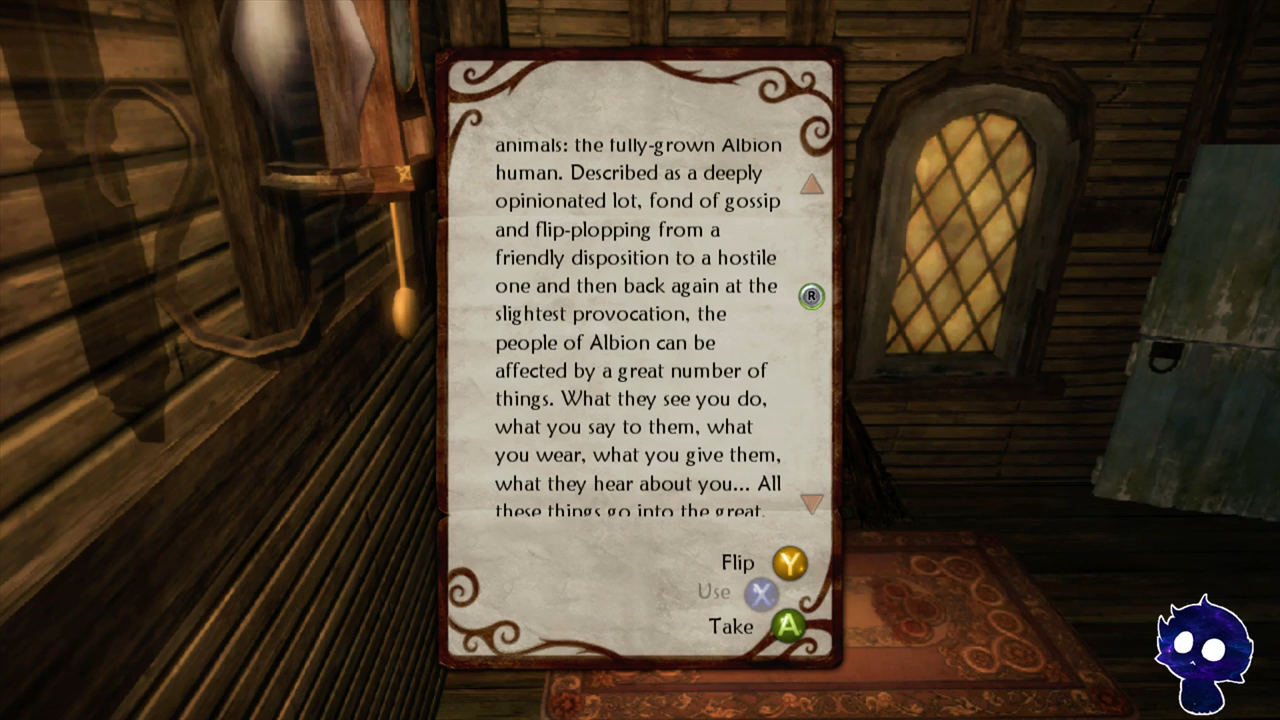 animals: the fully-grown Albion
human. Described as a deeply
opinionated lot, fond of gossip
and flip-plopping from a
friendly disposition to a hostile
one and then back again at the
slightest provocation, the
people of Albion can be
affected by a great number of
things. What they see you do,
what you say to them, what
you wear, what you give them,
what they hear about you... All
these things go into the great,
R
Flip Y
Use X
Take A